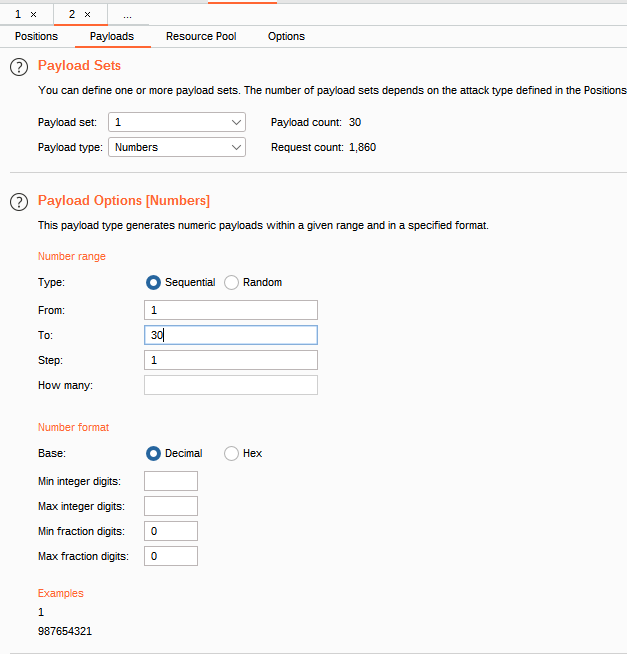 1 × 2 × ...
Positions Payloads Resource Pool Options
? Payload Sets
You can define one or more payload sets. The number of payload sets depends on the attack type defined in the Positions
Payload set: 1 Payload count: 30
Payload type: Numbers Request count: 1,860
? Payload Options [Numbers]
This payload type generates numeric payloads within a given range and in a specified format.
Number range
Type: Sequential Random
From: 1
To: 30
Step: 1
How many:
Number format
Base: Decimal Hex
Min integer digits:
Max integer digits:
Min fraction digits: 0
Max fraction digits: 0
Examples
1
987654321